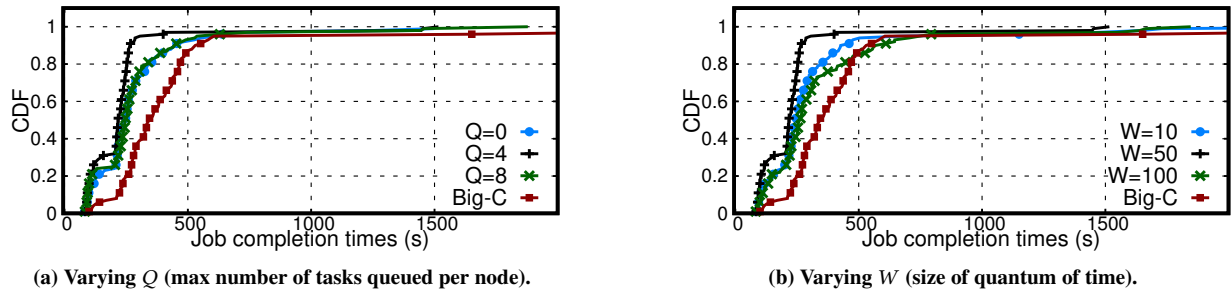 1
0.8
0.6
0.4
0.2
0
CDF
Q=0
Q=4
Q=8
Big-C
500
1000
1500
Job completion times (s)
(a) Varying Q (max number of tasks queued per node).
1
0.8
0.6
0.4
0.2
0
CDF
W=10
W=50
W=100
Big-C
500
1000
1500
Job completion times (s)
(b) Varying W (size of quantum of time).